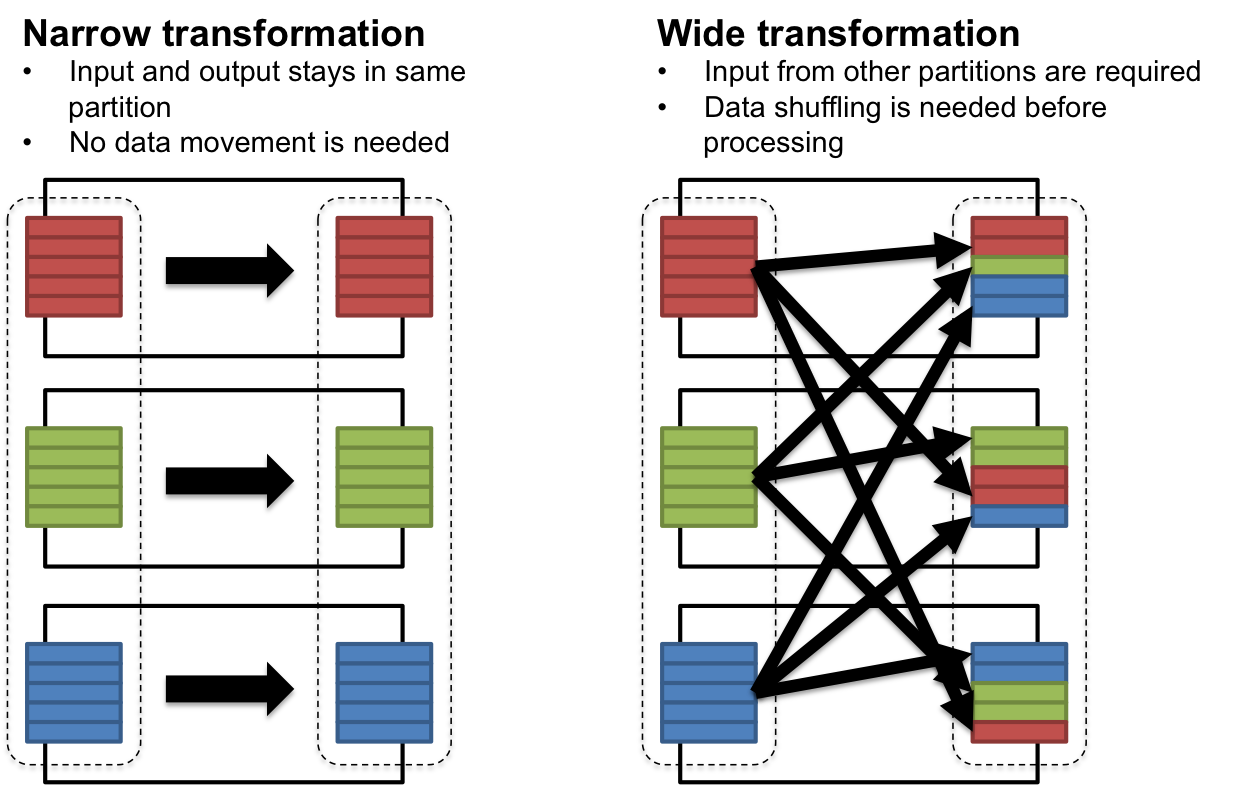 Narrow transformation
• Input and output stays in same
partition
• No data movement is needed
Wide transformation
• Input from other partitions are required
• Data shuffling is needed before
processing